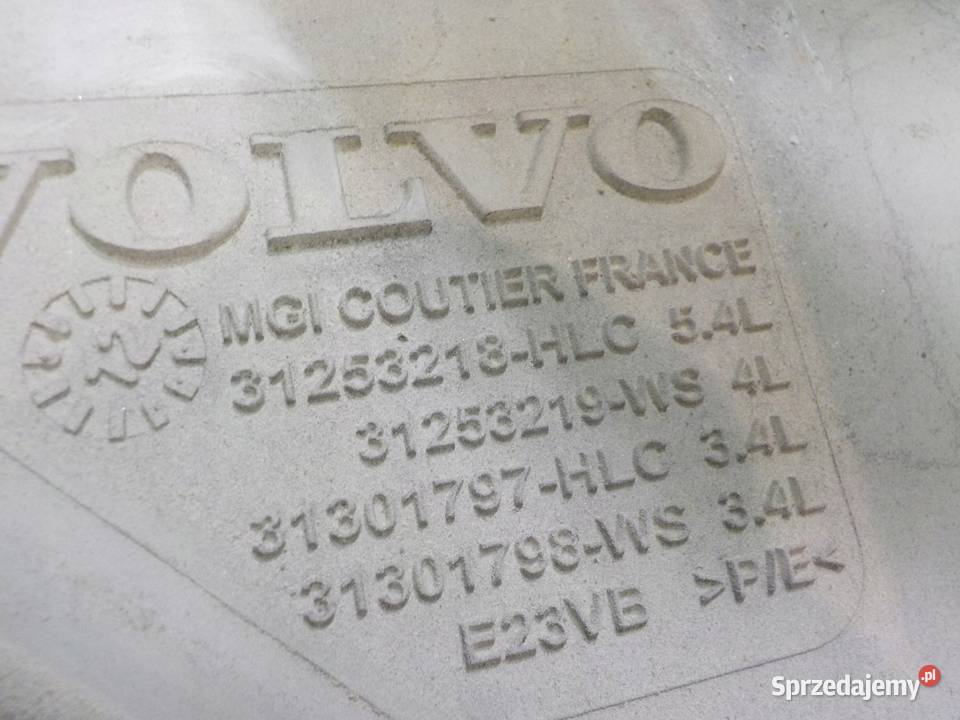 VOLVO
MGI COUTIER FRANCE
31253218-HLC 5.4L
31253219-WS 4L
31301797-HLC 3.4L
31301798-WS 3.4L
E23VB >P/E<
Sprzedajemy.pl